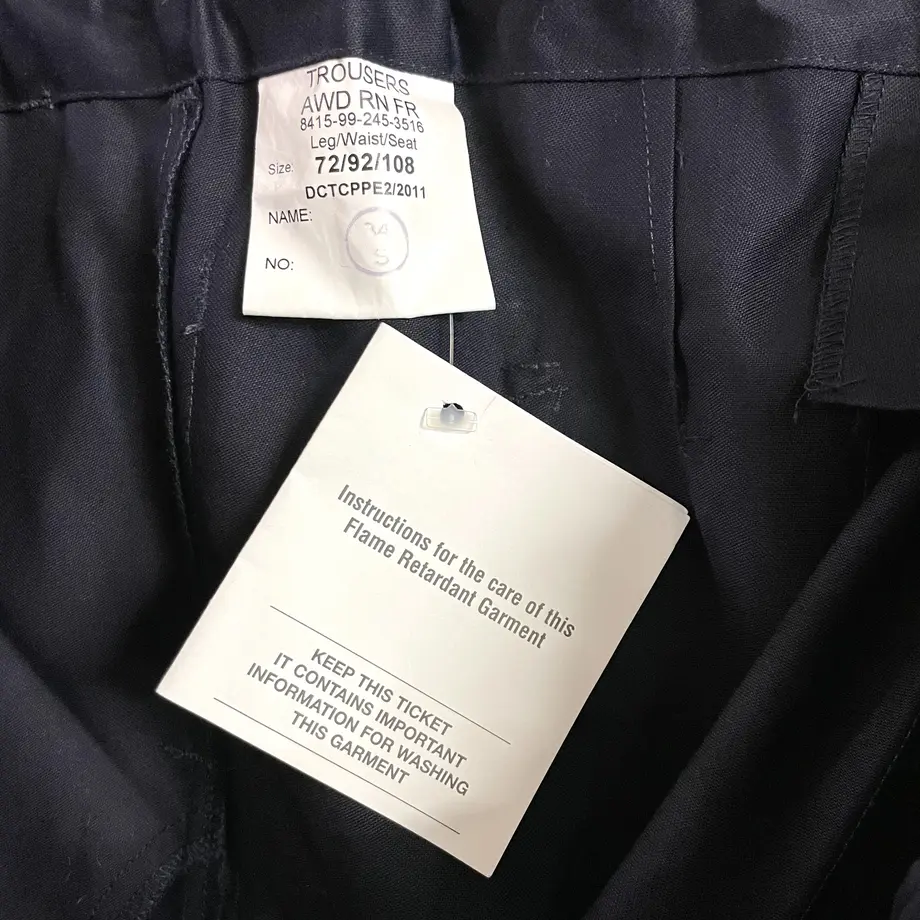 TROUSERS
AWD RN FR
8415-99-245-3516
Leg/Waist/Seat
Size. 72/92/108
DCTCPPE2/2011
NAME:
NO:
Instructions for the care of this
Flame Retardant Garment
KEEP THIS TICKET
IT CONTAINS IMPORTANT
INFORMATION FOR WASHING
THIS GARMENT